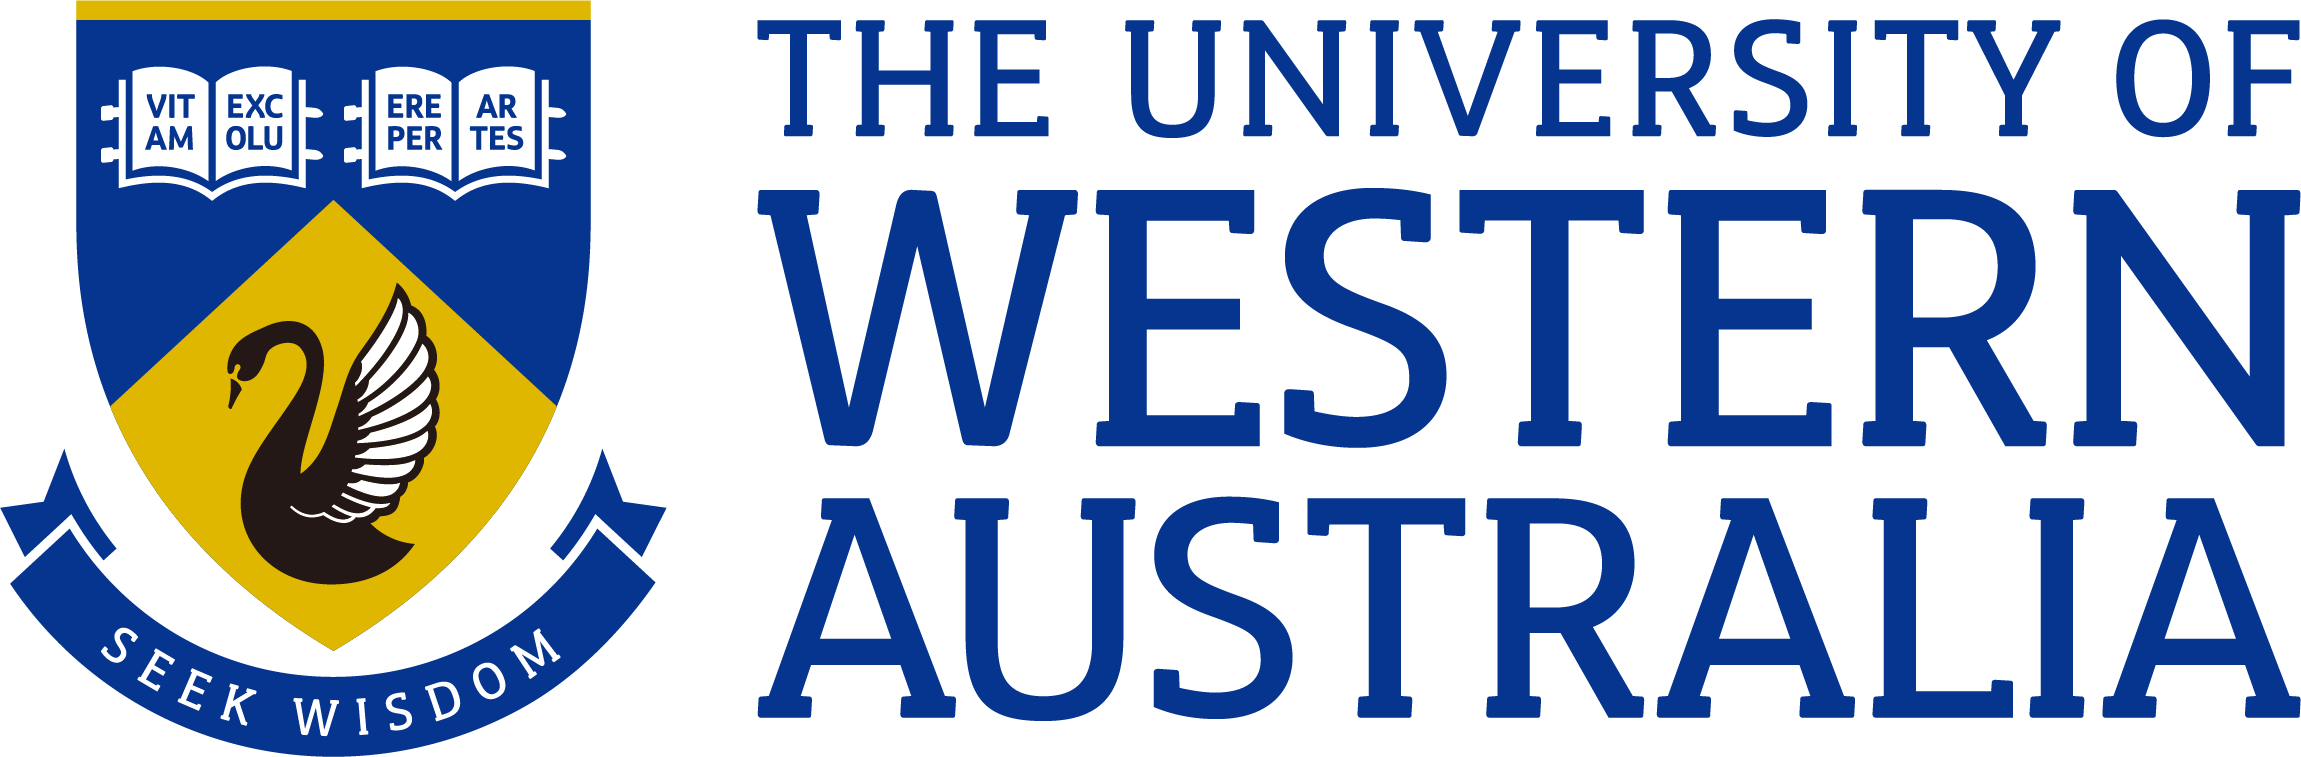 VIT EXC ERE AR
AM OLU PER TES
SEEK WISDOM
THE UNIVERSITY OF
WESTERN
AUSTRALIA